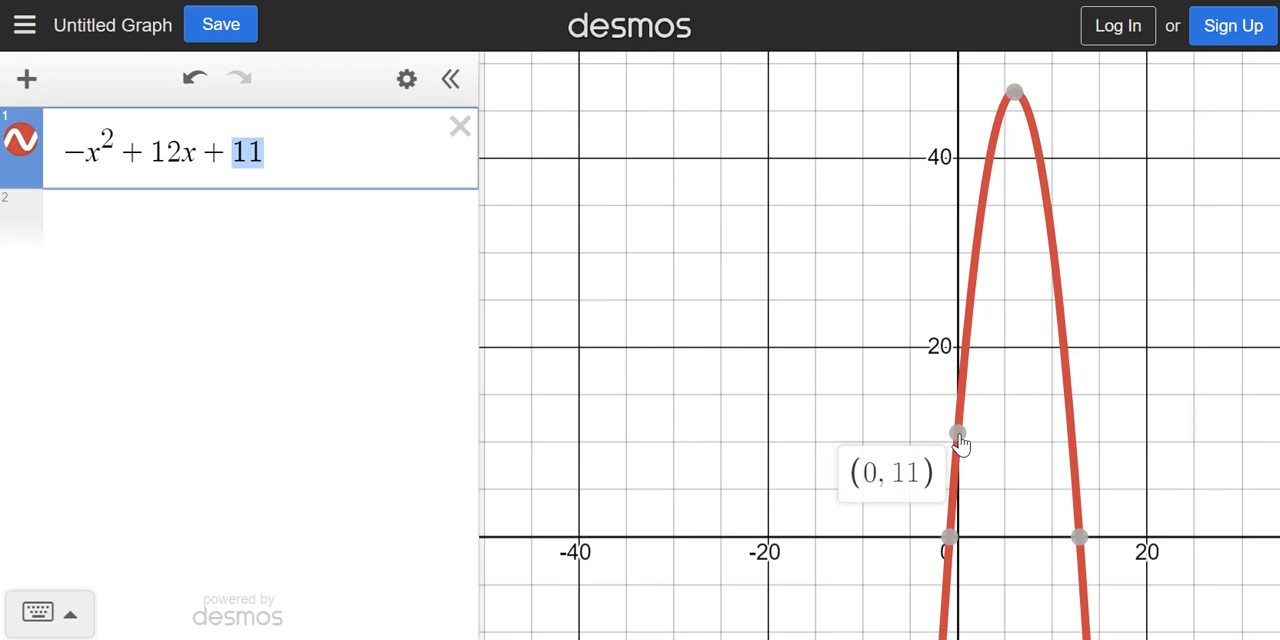 Untitled Graph Save desmos Log In or Sign Up
1
−x² + 12x + 11
2
40
20
(0, 11)
-40 -20 0 20
powered by
desmos